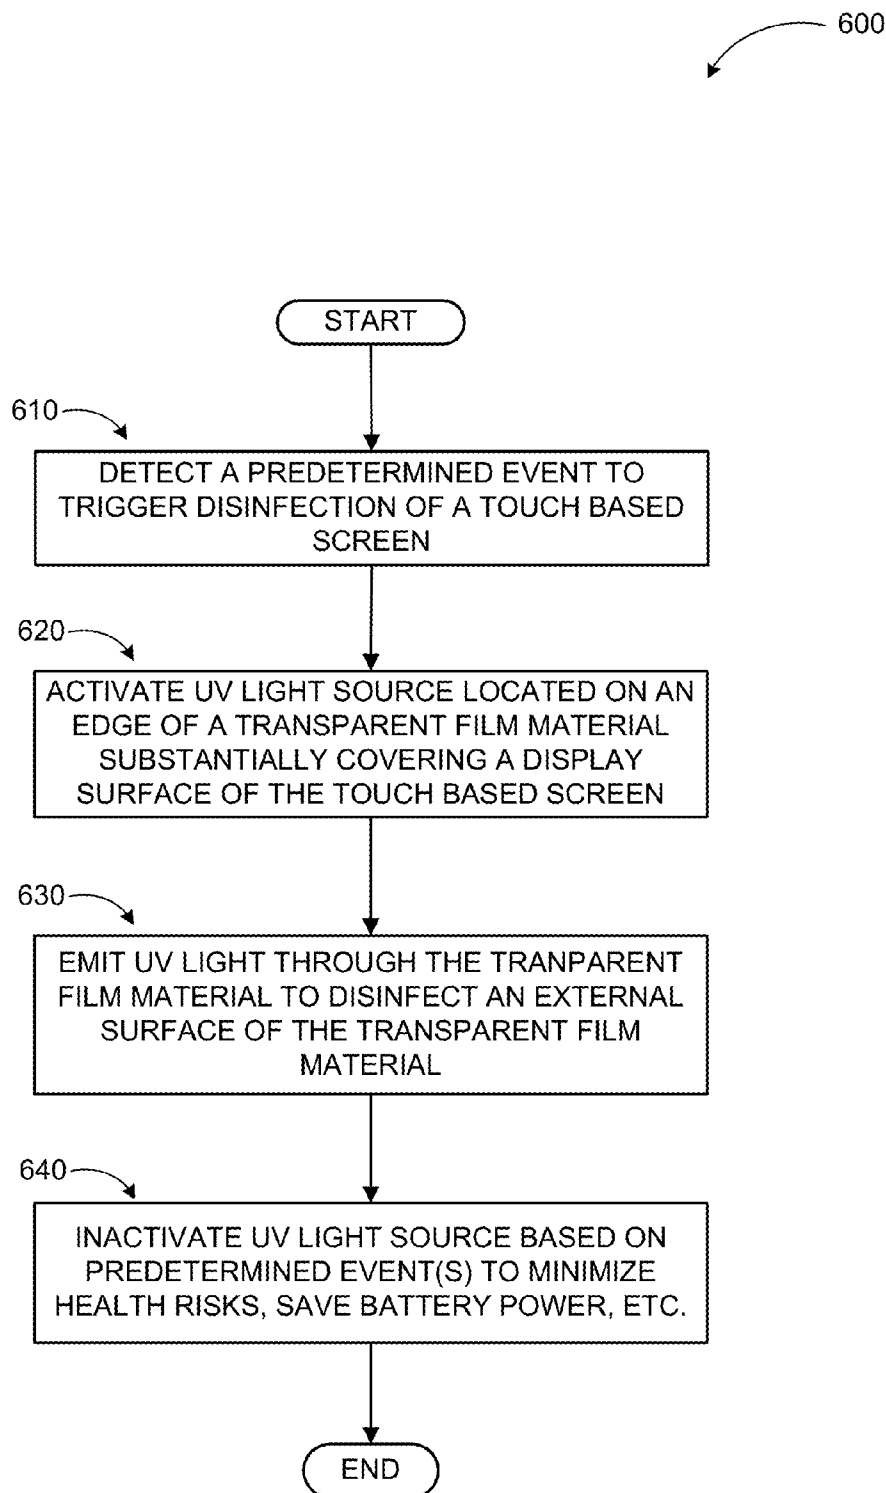 600
START
610
DETECT A PREDETERMINED EVENT TO
TRIGGER DISINFECTION OF A TOUCH BASED
SCREEN
620
ACTIVATE UV LIGHT SOURCE LOCATED ON AN
EDGE OF A TRANSPARENT FILM MATERIAL
SUBSTANTIALLY COVERING A DISPLAY
SURFACE OF THE TOUCH BASED SCREEN
630
EMIT UV LIGHT THROUGH THE TRANPARENT
FILM MATERIAL TO DISINFECT AN EXTERNAL
SURFACE OF THE TRANSPARENT FILM
MATERIAL
640
INACTIVATE UV LIGHT SOURCE BASED ON
PREDETERMINED EVENT(S) TO MINIMIZE
HEALTH RISKS, SAVE BATTERY POWER, ETC.
END